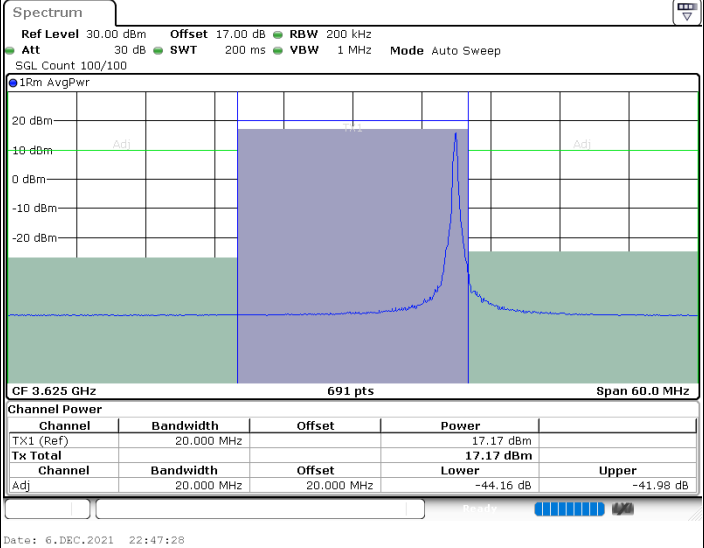 Spectrum
Ref Level 30.00 dBm Offset 17.00 dB RBW 200 kHz
Att 30 dB SWT 200 ms VBW 1 MHz Mode Auto Sweep
SGL Count 100/100
1Rm AvgPwr
20 dBm
TX1
Adj Adj
10 dBm
0 dBm
-10 dBm
-20 dBm
CF 3.625 GHz 691 pts Span 60.0 MHz
Channel Power
Channel Bandwidth Offset Power
TX1 (Ref) 20.000 MHz 17.17 dBm
Tx Total 17.17 dBm
Channel Bandwidth Offset Lower Upper
Adj 20.000 MHz 20.000 MHz -44.16 dB -41.98 dB
Ready
Date: 6.DEC.2021 22:47:28